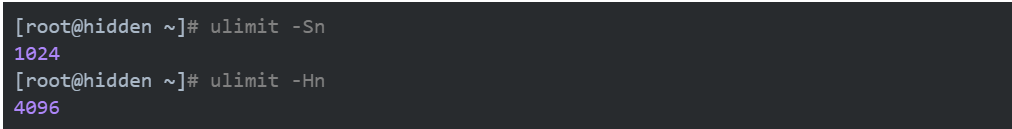 [root@hidden ~]# ulimit -Sn
1024
[root@hidden ~]# ulimit -Hn
4096